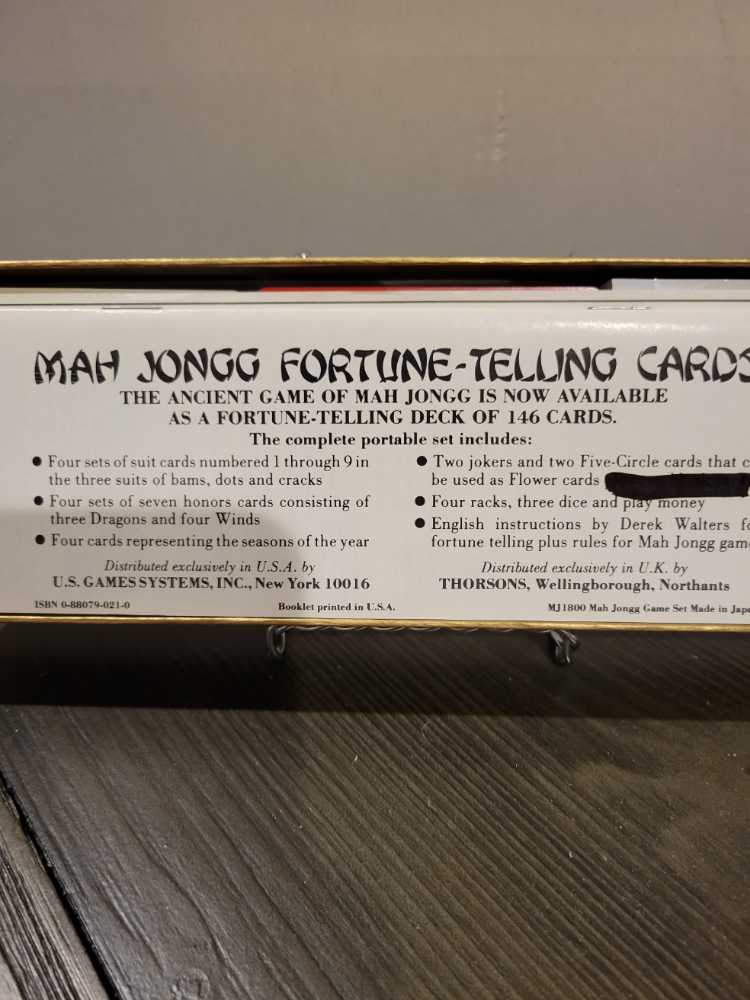 MAH JONGG FORTUNE-TELLING CARDS
THE ANCIENT GAME OF MAH JONGG IS NOW AVAILABLE
AS A FORTUNE-TELLING DECK OF 146 CARDS.
The complete portable set includes:
● Four sets of suit cards numbered 1 through 9 in
the three suits of bams, dots and cracks
● Four sets of seven honors cards consisting of
three Dragons and four Winds
● Four cards representing the seasons of the year
● Two jokers and two Five-Circle cards that
be used as Flower cards
● Four racks, three dice and play money
● English instructions by Derek Walters
fortune telling plus rules for Mah Jongg
Distributed exclusively in U.S.A. by
U.S. GAMES SYSTEMS, INC., New York 10016
Distributed exclusively in U.K. by
THORSONS, Wellingborough, Northants
ISBN 0-88079-021-0
Booklet printed in U.S.A.
MJ1800 Mah Jongg Game Set Made in